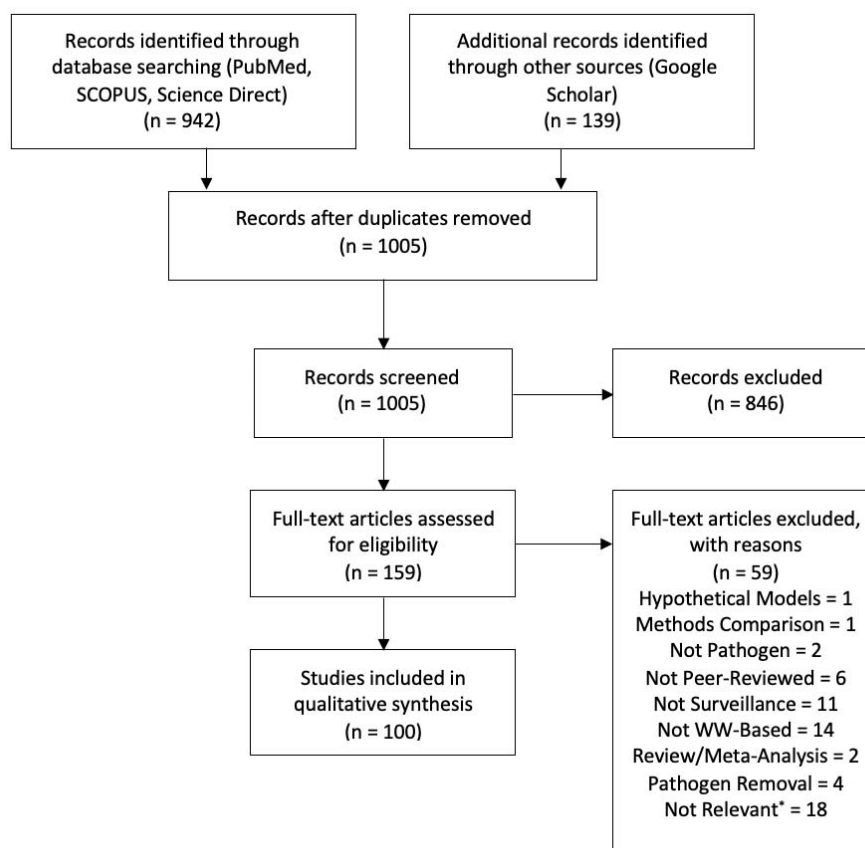 Records identified through
database searching (PubMed,
SCOPUS, Science Direct)
(n = 942)
Additional records identified
through other sources (Google
Scholar)
(n = 139)
Records after duplicates removed
(n = 1005)
Records screened
(n = 1005)
Records excluded
(n = 846)
Full-text articles assessed
for eligibility
(n = 159)
Full-text articles excluded,
with reasons
(n = 59)
Hypothetical Models = 1
Methods Comparison = 1
Not Pathogen = 2
Not Peer-Reviewed = 6
Not Surveillance = 11
Not WW-Based = 14
Review/Meta-Analysis = 2
Pathogen Removal = 4
Not Relevant* = 18
Studies included in
qualitative synthesis
(n = 100)